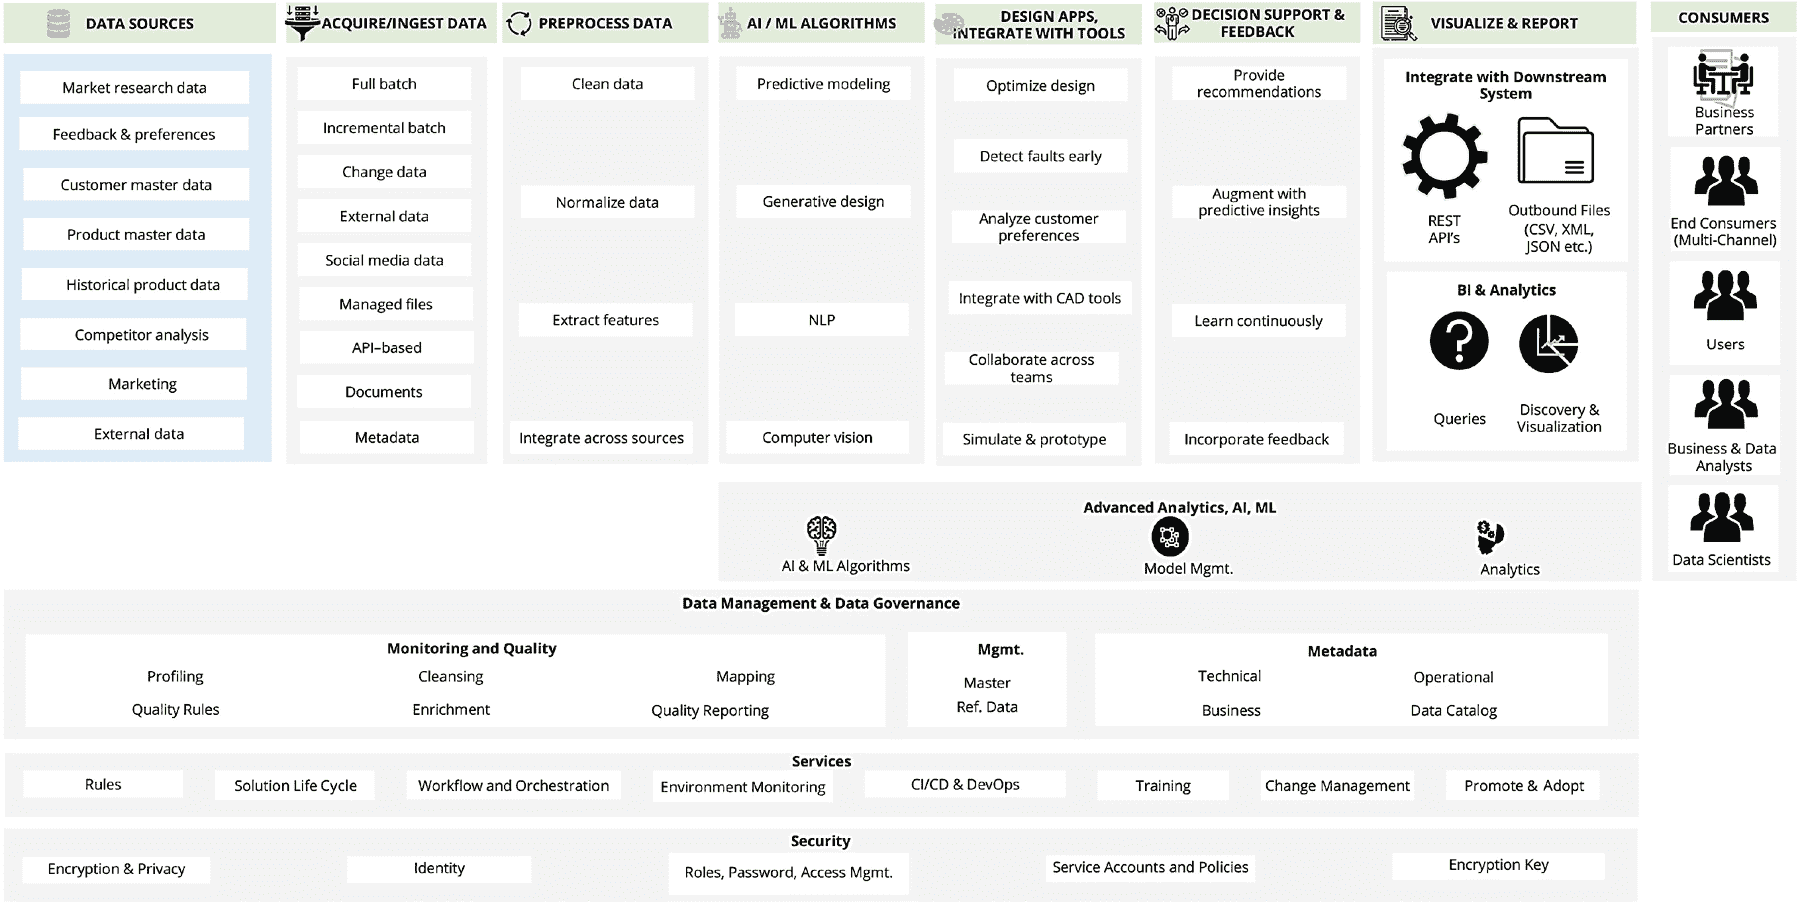 DATA SOURCES
Market research data
Feedback & preferences
Customer master data
Product master data
Historical product data
Competitor analysis
Marketing
External data
ACQUIRE/INGEST DATA
Full batch
Incremental batch
Change data
External data
Social media data
Managed files
API–based
Documents
Metadata
PREPROCESS DATA
Clean data
Normalize data
Extract features
Integrate across sources
AI / ML ALGORITHMS
Predictive modeling
Generative design
NLP
Computer vision
DESIGN APPS,
INTEGRATE WITH TOOLS
Optimize design
Detect faults early
Analyze customer
preferences
Integrate with CAD tools
Collaborate across
teams
Simulate & prototype
DECISION SUPPORT &
FEEDBACK
Provide
recommendations
Augment with
predictive insights
Learn continuously
Incorporate feedback
VISUALIZE & REPORT
Integrate with Downstream
System
REST
API's
Outbound Files
(CSV, XML,
JSON etc.)
BI & Analytics
Queries
Discovery &
Visualization
CONSUMERS
Business
Partners
End Consumers
(Multi-Channel)
Users
Business & Data
Analysts
Data Scientists
Advanced Analytics, AI, ML
AI & ML Algorithms
Model Mgmt.
Analytics
Data Management & Data Governance
Monitoring and Quality
Profiling
Cleansing
Mapping
Quality Rules
Enrichment
Quality Reporting
Mgmt.
Master
Ref. Data
Metadata
Technical
Operational
Business
Data Catalog
Services
Rules
Solution Life Cycle
Workflow and Orchestration
Environment Monitoring
CI/CD & DevOps
Training
Change Management
Promote & Adopt
Security
Encryption & Privacy
Identity
Roles, Password, Access Mgmt.
Service Accounts and Policies
Encryption Key